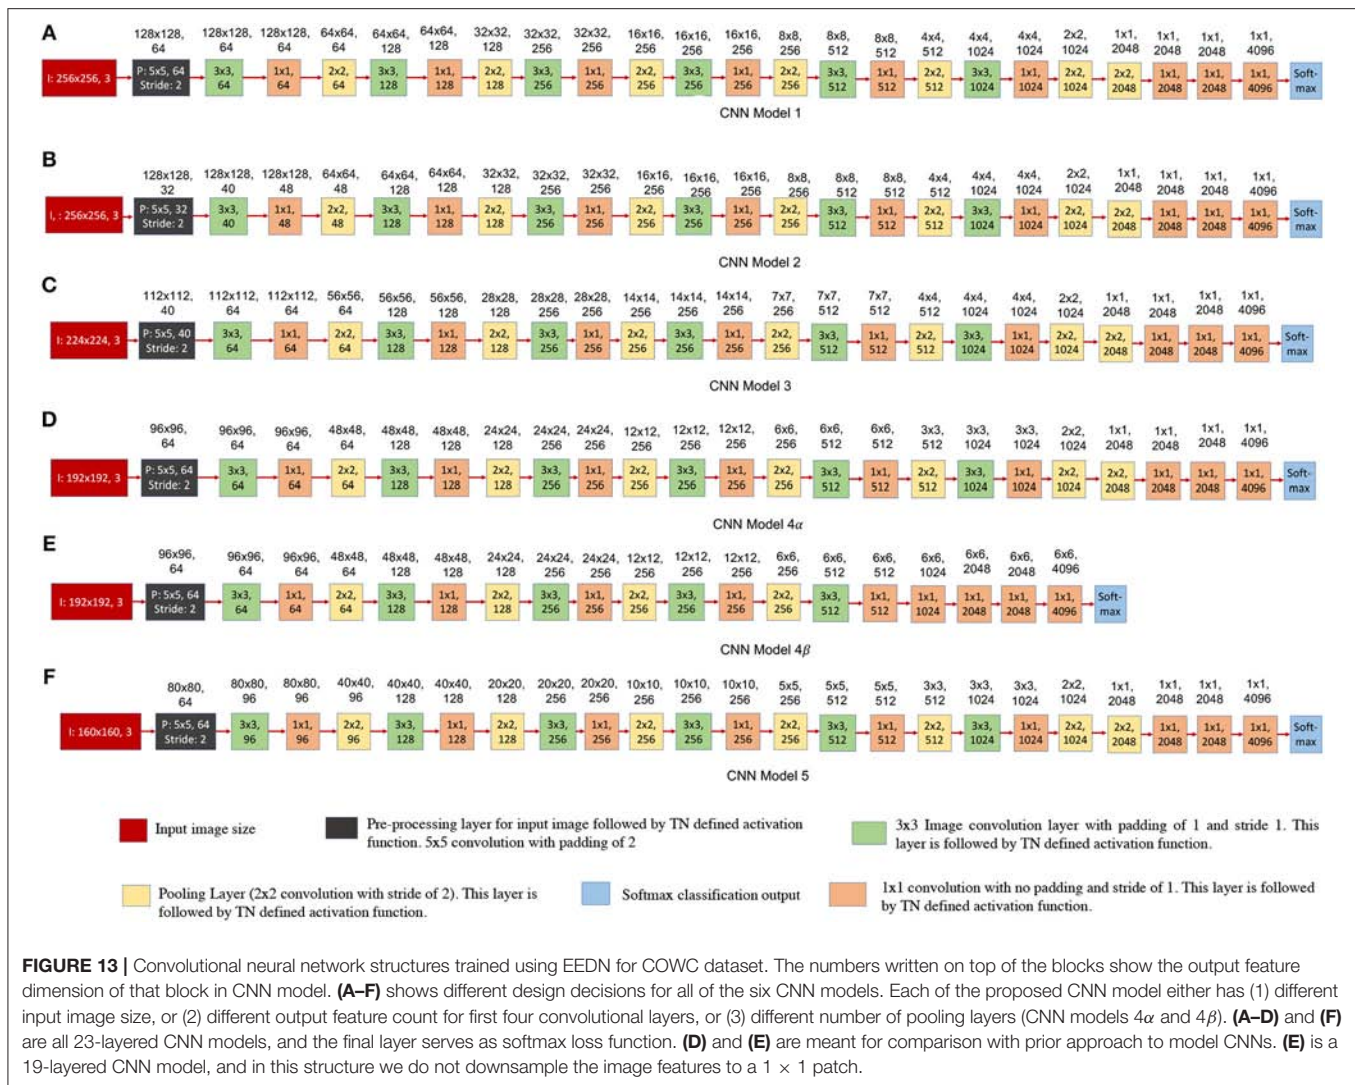 A
128x128, 128x128, 128x128, 64x64, 64x64, 64x64, 32x32, 32x32, 32x32, 16x16, 16x16, 16x16, 8x8, 8x8, 8x8, 4x4, 4x4, 4x4, 2x2, 1x1, 1x1, 1x1, 1x1,
64 64 64 64 128 128 128 256 256 256 256 256 256 512 512 512 1024 1024 1024 2048 2048 2048 4096
I: 256x256, 3 P: 5x5, 64 3x3, 1x1, 2x2, 3x3, 1x1, 2x2, 3x3, 1x1, 2x2, 3x3, 1x1, 2x2, 3x3, 1x1, 2x2, 3x3, 1x1, 2x2, 2x2, 1x1, 1x1, 1x1, Soft-
Stride: 2 64 64 64 128 128 128 256 256 256 256 256 256 512 512 512 1024 1024 1024 2048 2048 2048 4096 max
CNN Model 1
B
128x128, 128x128, 128x128, 64x64, 64x64, 64x64, 32x32, 32x32, 32x32, 16x16, 16x16, 16x16, 8x8, 8x8, 8x8, 4x4, 4x4, 4x4, 2x2, 1x1, 1x1, 1x1, 1x1,
32 40 48 48 128 128 128 256 256 256 256 256 256 512 512 512 1024 1024 1024 2048 2048 2048 4096
I, : 256x256, 3 P: 5x5, 32 3x3, 1x1, 2x2, 3x3, 1x1, 2x2, 3x3, 1x1, 2x2, 3x3, 1x1, 2x2, 3x3, 1x1, 2x2, 3x3, 1x1, 2x2, 2x2, 1x1, 1x1, 1x1, Soft-
Stride: 2 40 48 48 128 128 128 256 256 256 256 256 256 512 512 512 1024 1024 1024 2048 2048 2048 4096 max
CNN Model 2
C
112x112, 112x112, 112x112, 56x56, 56x56, 56x56, 28x28, 28x28, 28x28, 14x14, 14x14, 14x14, 7x7, 7x7, 7x7, 4x4, 4x4, 4x4, 2x2, 1x1, 1x1, 1x1, 1x1,
40 64 64 64 128 128 128 256 256 256 256 256 256 512 512 512 1024 1024 1024 2048 2048 2048 4096
I: 224x224, 3 P: 5x5, 40 3x3, 1x1, 2x2, 3x3, 1x1, 2x2, 3x3, 1x1, 2x2, 3x3, 1x1, 2x2, 3x3, 1x1, 2x2, 3x3, 1x1, 2x2, 2x2, 1x1, 1x1, 1x1, Soft-
Stride: 2 64 64 64 128 128 128 256 256 256 256 256 256 512 512 512 1024 1024 1024 2048 2048 2048 4096 max
CNN Model 3
D
96x96, 96x96, 96x96, 48x48, 48x48, 48x48, 24x24, 24x24, 24x24, 12x12, 12x12, 12x12, 6x6, 6x6, 6x6, 3x3, 3x3, 3x3, 2x2, 1x1, 1x1, 1x1, 1x1,
64 64 64 64 128 128 128 256 256 256 256 256 256 512 512 512 1024 1024 1024 2048 2048 2048 4096
I: 192x192, 3 P: 5x5, 64 3x3, 1x1, 2x2, 3x3, 1x1, 2x2, 3x3, 1x1, 2x2, 3x3, 1x1, 2x2, 3x3, 1x1, 2x2, 3x3, 1x1, 2x2, 2x2, 1x1, 1x1, 1x1, Soft-
Stride: 2 64 64 64 128 128 128 256 256 256 256 256 256 512 512 512 1024 1024 1024 2048 2048 2048 4096 max
CNN Model 4α
E
96x96, 96x96, 96x96, 48x48, 48x48, 48x48, 24x24, 24x24, 24x24, 12x12, 12x12, 12x12, 6x6, 6x6, 6x6, 6x6, 6x6, 6x6, 6x6,
64 64 64 64 128 128 128 256 256 256 256 256 256 512 512 1024 2048 2048 4096
I: 192x192, 3 P: 5x5, 64 3x3, 1x1, 2x2, 3x3, 1x1, 2x2, 3x3, 1x1, 2x2, 3x3, 1x1, 2x2, 3x3, 1x1, 1x1, 1x1, 1x1, 1x1, Soft-
Stride: 2 64 64 64 128 128 128 256 256 256 256 256 256 512 512 1024 2048 2048 4096 max
CNN Model 4β
F
80x80, 80x80, 80x80, 40x40, 40x40, 40x40, 20x20, 20x20, 20x20, 10x10, 10x10, 10x10, 5x5, 5x5, 5x5, 3x3, 3x3, 3x3, 2x2, 1x1, 1x1, 1x1, 1x1,
64 96 96 96 128 128 128 256 256 256 256 256 256 512 512 512 1024 1024 1024 2048 2048 2048 4096
I: 160x160, 3 P: 5x5, 64 3x3, 1x1, 2x2, 3x3, 1x1, 2x2, 3x3, 1x1, 2x2, 3x3, 1x1, 2x2, 3x3, 1x1, 2x2, 3x3, 1x1, 2x2, 2x2, 1x1, 1x1, 1x1, Soft-
Stride: 2 96 96 96 128 128 128 256 256 256 256 256 256 512 512 512 1024 1024 1024 2048 2048 2048 4096 max
CNN Model 5
Input image size
Pre-processing layer for input image followed by TN defined activation
function. 5x5 convolution with padding of 2
3x3 Image convolution layer with padding of 1 and stride 1. This
layer is followed by TN defined activation function.
Pooling Layer (2x2 convolution with stride of 2). This layer is
followed by TN defined activation function.
Softmax classification output
1x1 convolution with no padding and stride of 1. This layer is followed
by TN defined activation function.
FIGURE 13 | Convolutional neural network structures trained using EEDN for COWC dataset. The numbers written on top of the blocks show the output feature
dimension of that block in CNN model. (A–F) shows different design decisions for all of the six CNN models. Each of the proposed CNN model either has (1) different
input image size, or (2) different output feature count for first four convolutional layers, or (3) different number of pooling layers (CNN models 4α and 4β). (A–D) and (F)
are all 23-layered CNN models, and the final layer serves as softmax loss function. (D) and (E) are meant for comparison with prior approach to model CNNs. (E) is a
19-layered CNN model, and in this structure we do not downsample the image features to a 1 × 1 patch.